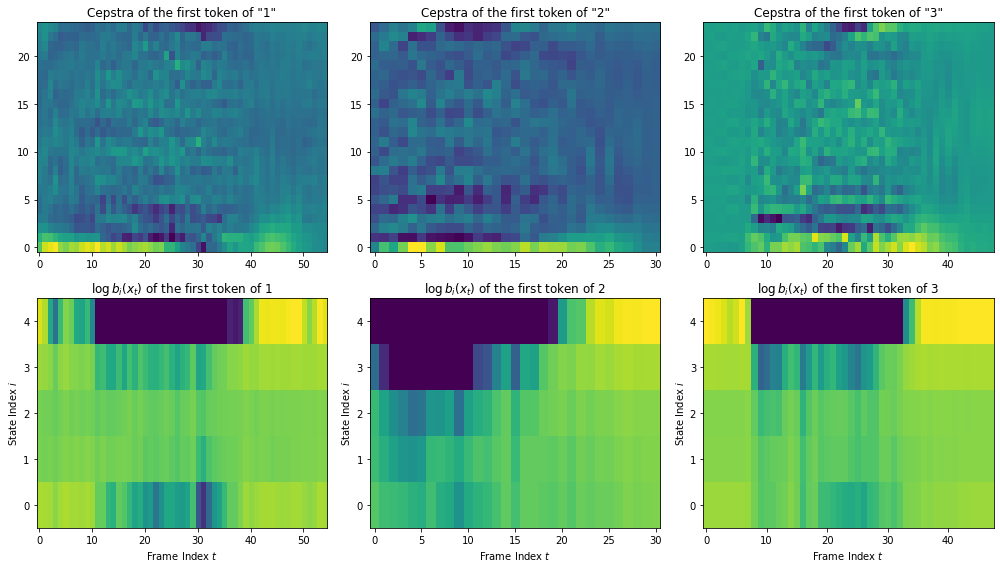 Cepstra of the first token of "1"
Cepstra of the first token of "2"
Cepstra of the first token of "3"
20
15
10
5
0
0 10 20 30 40 50
20
15
10
5
0
0 5 10 15 20 25 30
20
15
10
5
0
0 10 20 30 40
log b_i(x_t) of the first token of 1
log b_i(x_t) of the first token of 2
log b_i(x_t) of the first token of 3
State Index i
4
3
2
1
0
0 10 20 30 40 50
Frame Index t
State Index i
4
3
2
1
0
0 5 10 15 20 25 30
Frame Index t
State Index i
4
3
2
1
0
0 10 20 30 40
Frame Index t